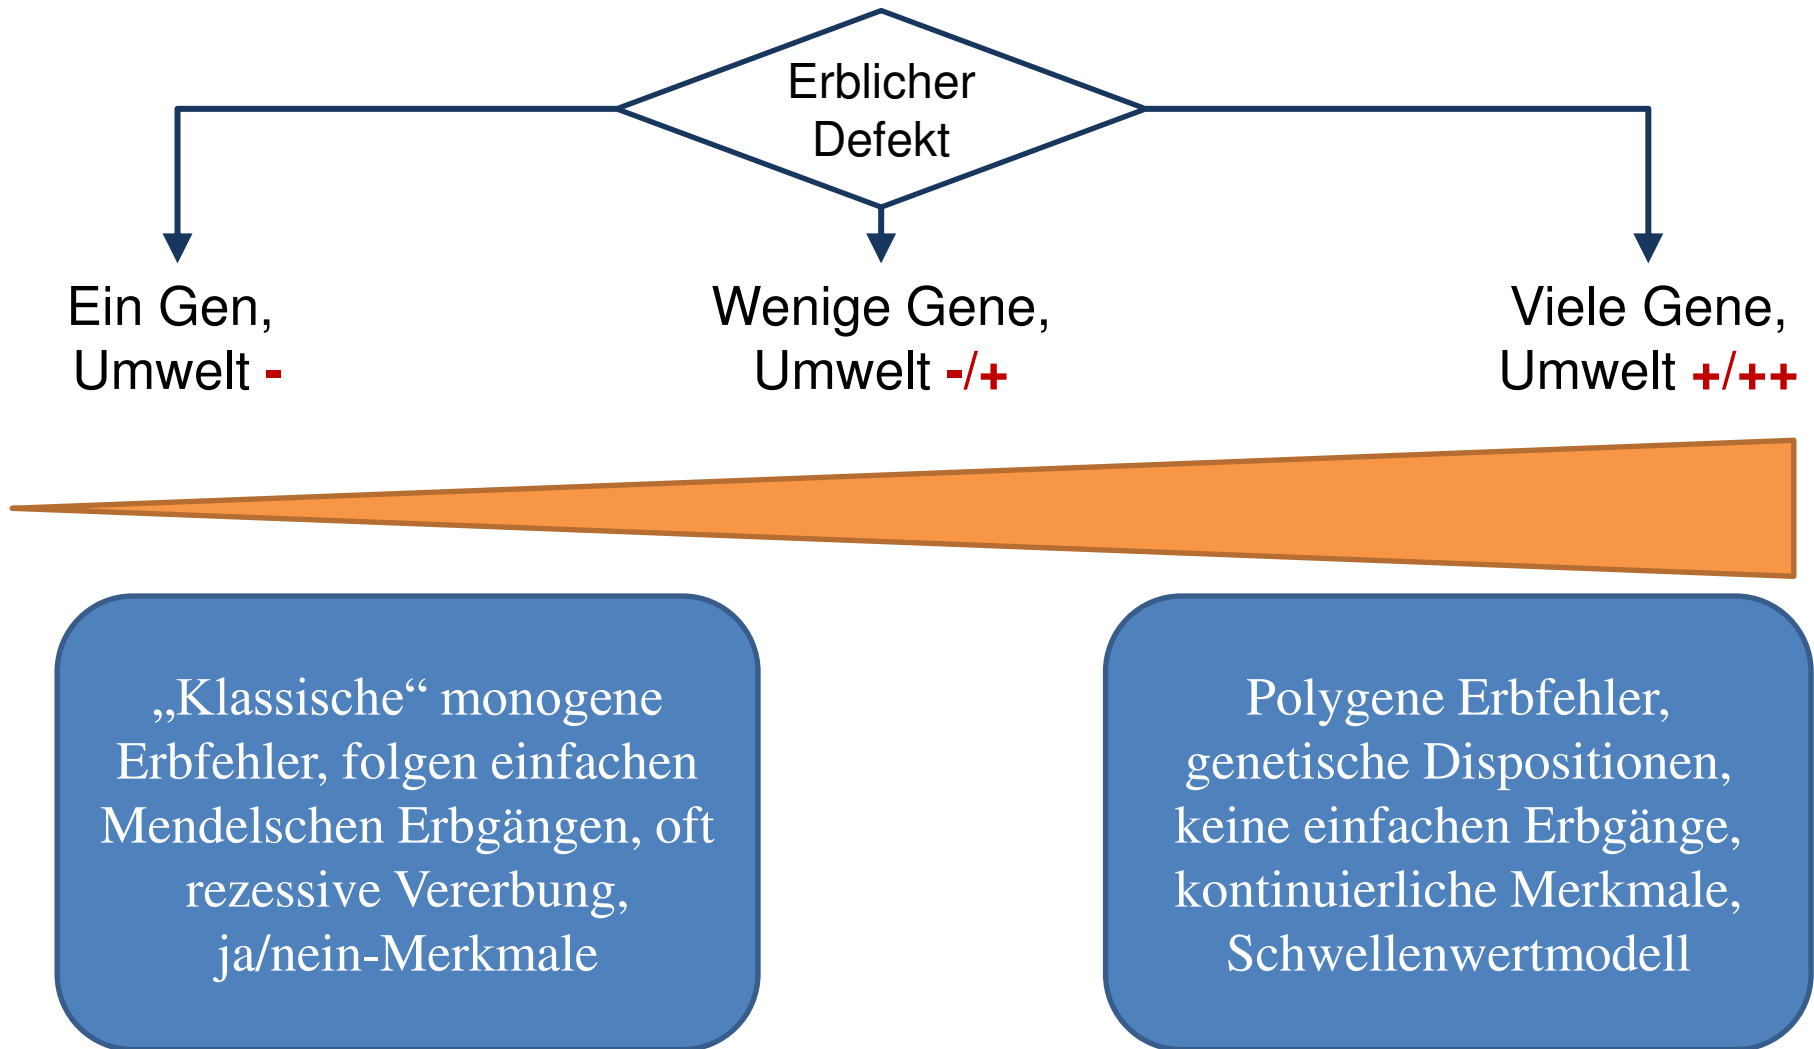 Erblicher
Defekt
Ein Gen,
Umwelt -
Wenige Gene,
Umwelt -/+
Viele Gene,
Umwelt +/++
„Klassische“ monogene
Erbfehler, folgen einfachen
Mendelschen Erbgängen, oft
rezessive Vererbung,
ja/nein-Merkmale
Polygene Erbfehler,
genetische Dispositionen,
keine einfachen Erbgänge,
kontinuierliche Merkmale,
Schwellenwertmodell